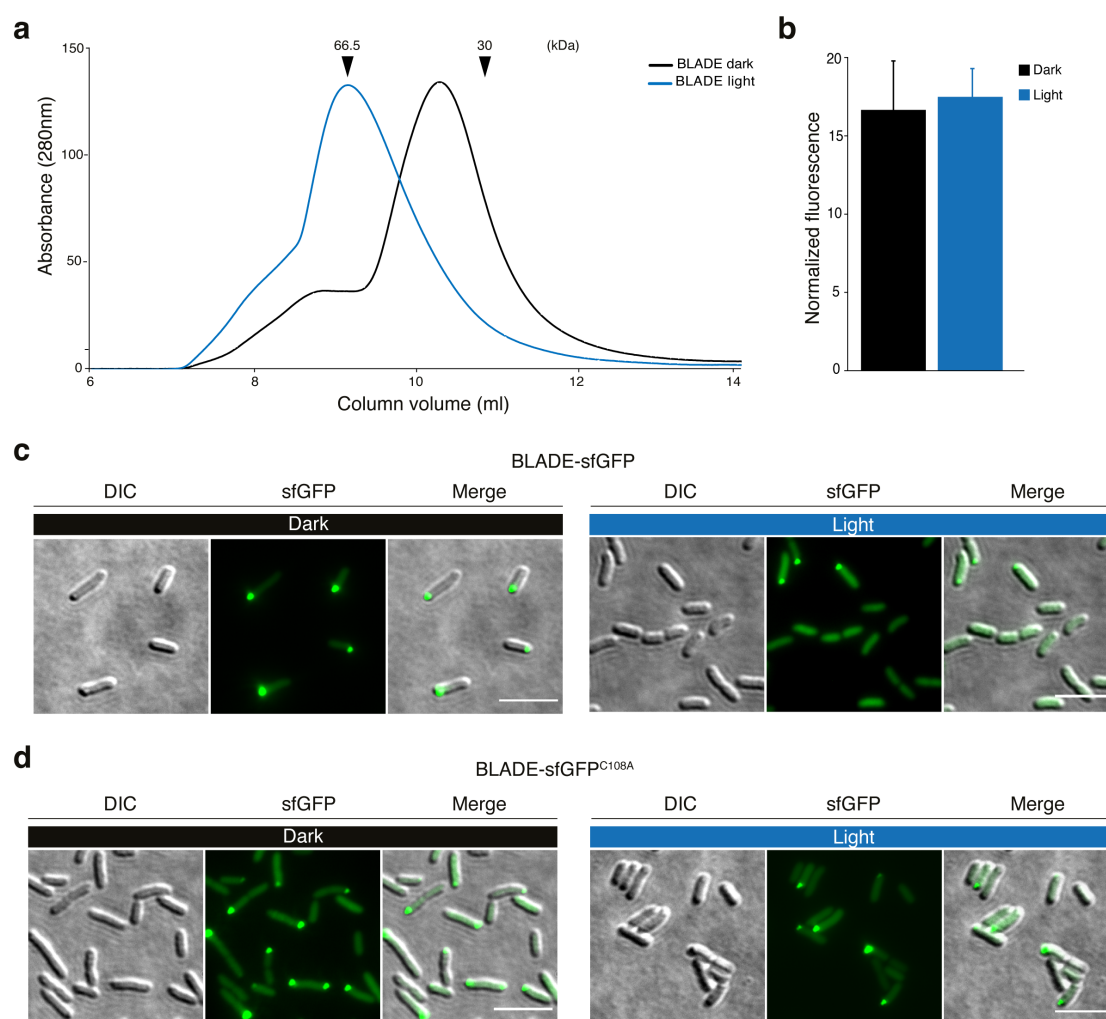 a
66.5
30
(kDa)
BLADE dark
BLADE light
150
100
50
0
Absorbance (280nm)
6
8
10
12
14
Column volume (ml)
b
20
15
10
5
0
Normalized fluorescence
Dark
Light
c
BLADE-sfGFP
DIC
sfGFP
Merge
DIC
sfGFP
Merge
Dark
Light
d
BLADE-sfGFPC108A
DIC
sfGFP
Merge
DIC
sfGFP
Merge
Dark
Light